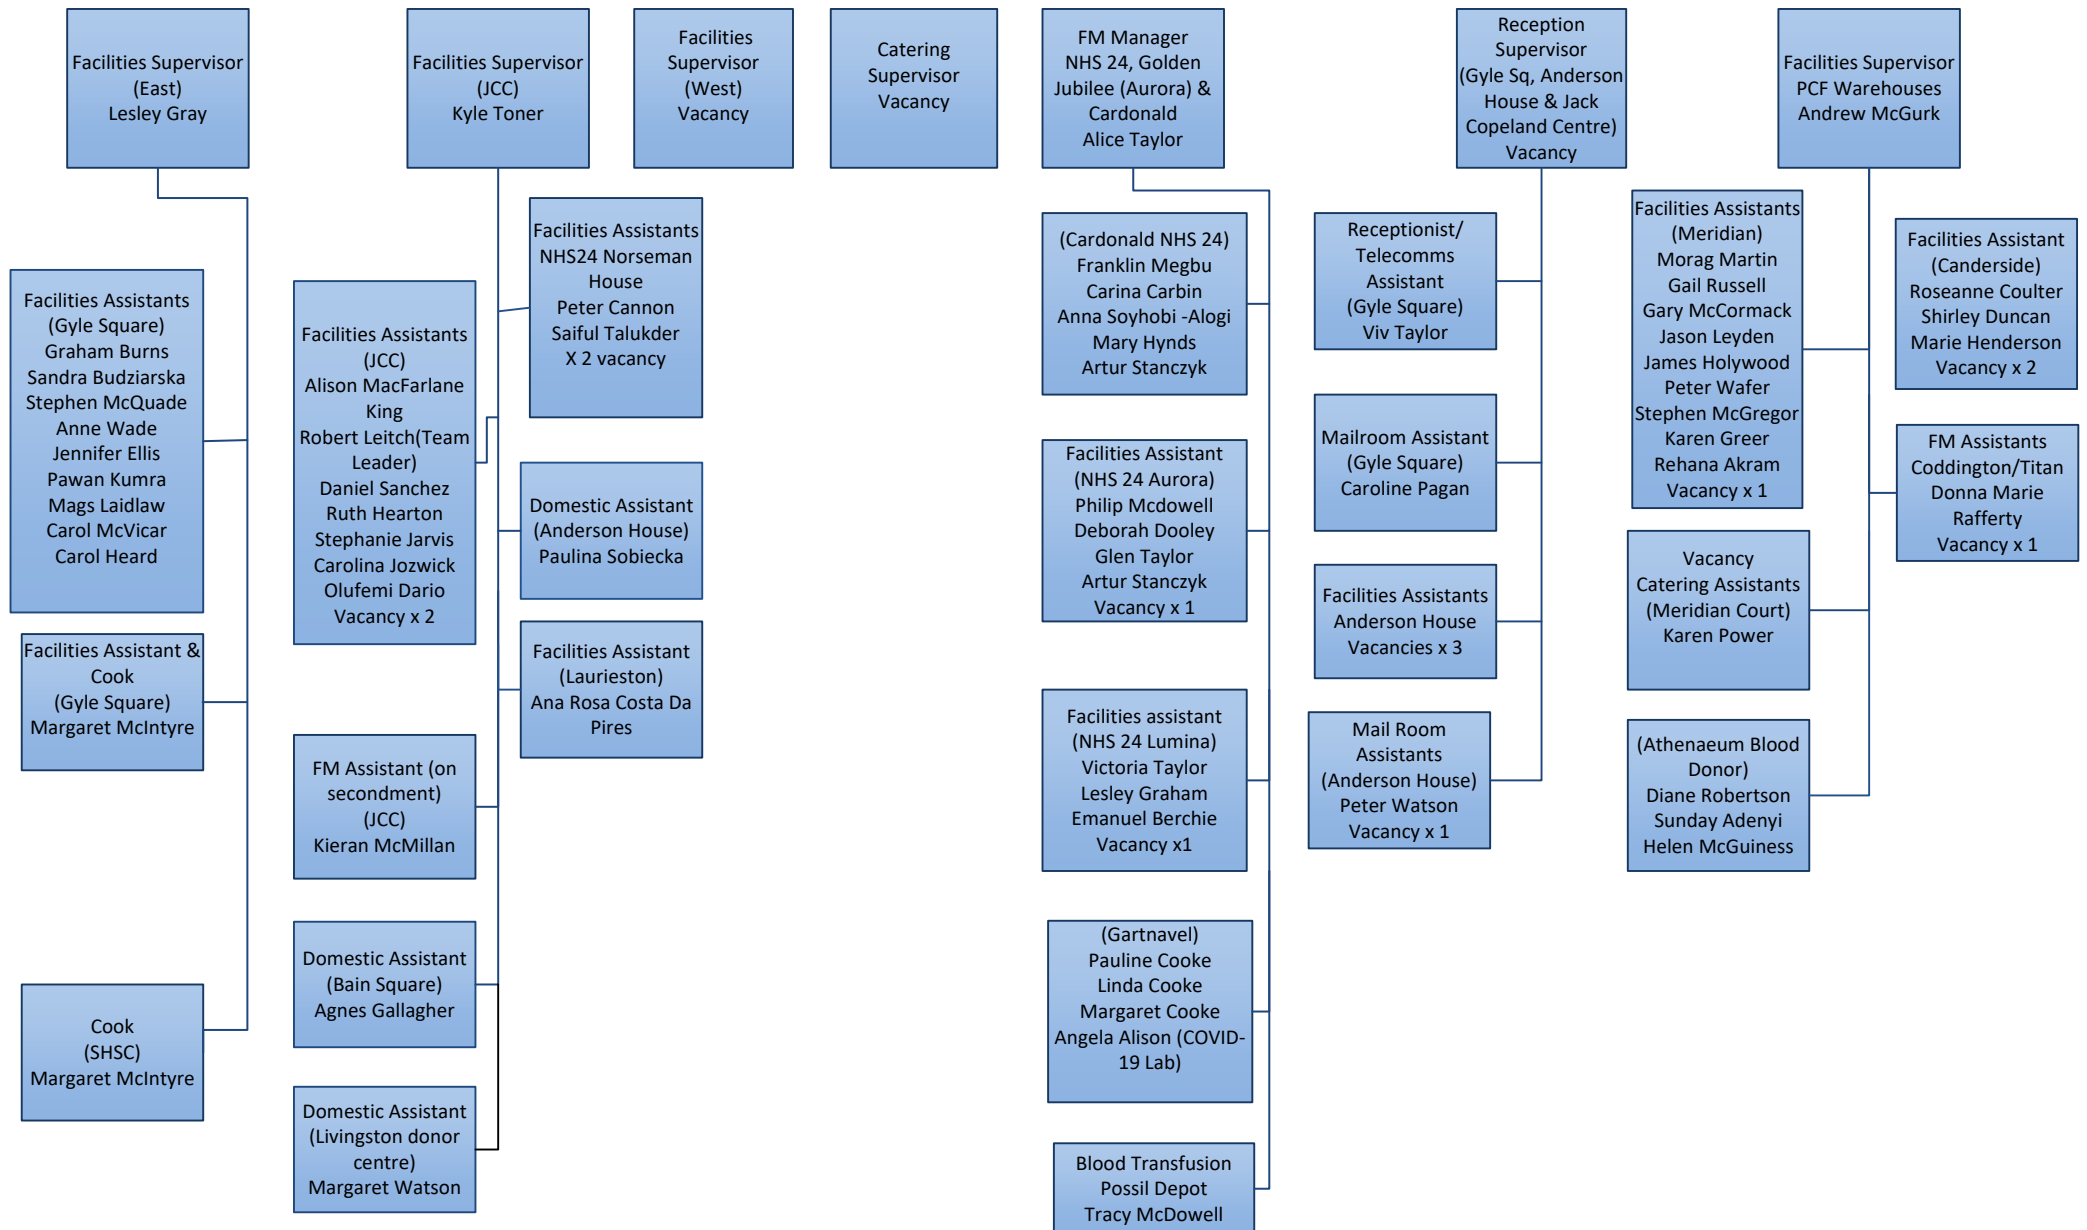 Facilities Supervisor
(East)
Lesley Gray
Facilities Supervisor
(JCC)
Kyle Toner
Facilities
Supervisor
(West)
Vacancy
Catering
Supervisor
Vacancy
FM Manager
NHS 24, Golden
Jubilee (Aurora) &
Cardonald
Alice Taylor
Reception
Supervisor
(Gyle Sq, Anderson
House & Jack
Copeland Centre)
Vacancy
Facilities Supervisor
PCF Warehouses
Andrew McGurk
Facilities Assistants
(Gyle Square)
Graham Burns
Sandra Budziarska
Stephen McQuade
Anne Wade
Jennifer Ellis
Pawan Kumra
Mags Laidlaw
Carol McVicar
Carol Heard
Facilities Assistant &
Cook
(Gyle Square)
Margaret McIntyre
Cook
(SHSC)
Margaret McIntyre
Facilities Assistants
NHS24 Norseman
House
Peter Cannon
Saiful Talukder
X 2 vacancy
Facilities Assistants
(JCC)
Alison MacFarlane
King
Robert Leitch(Team
Leader)
Daniel Sanchez
Ruth Hearton
Stephanie Jarvis
Carolina Jozwick
Olufemi Dario
Vacancy x 2
Domestic Assistant
(Anderson House)
Paulina Sobiecka
Facilities Assistant
(Laurieston)
Ana Rosa Costa Da
Pires
FM Assistant (on
secondment)
(JCC)
Kieran McMillan
Domestic Assistant
(Bain Square)
Agnes Gallagher
Domestic Assistant
(Livingston donor
centre)
Margaret Watson
(Cardonald NHS 24)
Franklin Megbu
Carina Carbin
Anna Soyhobi -Alogi
Mary Hynds
Artur Stanczyk
Facilities Assistant
(NHS 24 Aurora)
Philip Mcdowell
Deborah Dooley
Glen Taylor
Artur Stanczyk
Vacancy x 1
Facilities assistant
(NHS 24 Lumina)
Victoria Taylor
Lesley Graham
Emanuel Berchie
Vacancy x1
(Gartnavel)
Pauline Cooke
Linda Cooke
Margaret Cooke
Angela Alison (COVID-
19 Lab)
Blood Transfusion
Possil Depot
Tracy McDowell
Receptionist/
Telecomms
Assistant
(Gyle Square)
Viv Taylor
Mailroom Assistant
(Gyle Square)
Caroline Pagan
Facilities Assistants
Anderson House
Vacancies x 3
Mail Room
Assistants
(Anderson House)
Peter Watson
Vacancy x 1
Facilities Assistants
(Meridian)
Morag Martin
Gail Russell
Gary McCormack
Jason Leyden
James Holywood
Peter Wafer
Stephen McGregor
Karen Greer
Rehana Akram
Vacancy x 1
Facilities Assistant
(Canderside)
Roseanne Coulter
Shirley Duncan
Marie Henderson
Vacancy x 2
FM Assistants
Coddington/Titan
Donna Marie
Rafferty
Vacancy x 1
Vacancy
Catering Assistants
(Meridian Court)
Karen Power
(Athenaeum Blood
Donor)
Diane Robertson
Sunday Adenyi
Helen McGuiness